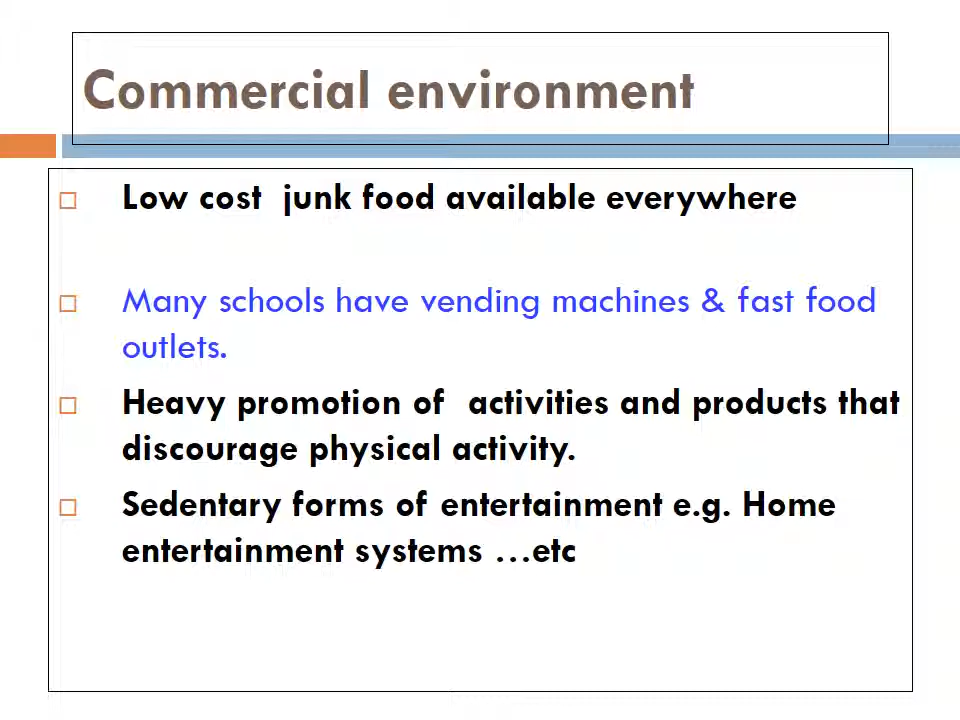 Commercial environment
Low cost  junk food available everywhere
Many schools have vending machines & fast food
outlets.
Heavy promotion of  activities and products that
discourage physical activity.
Sedentary forms of entertainment e.g. Home
entertainment systems …etc